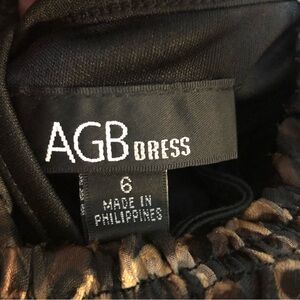 AGB DRESS
6
MADE IN
PHILIPPINES